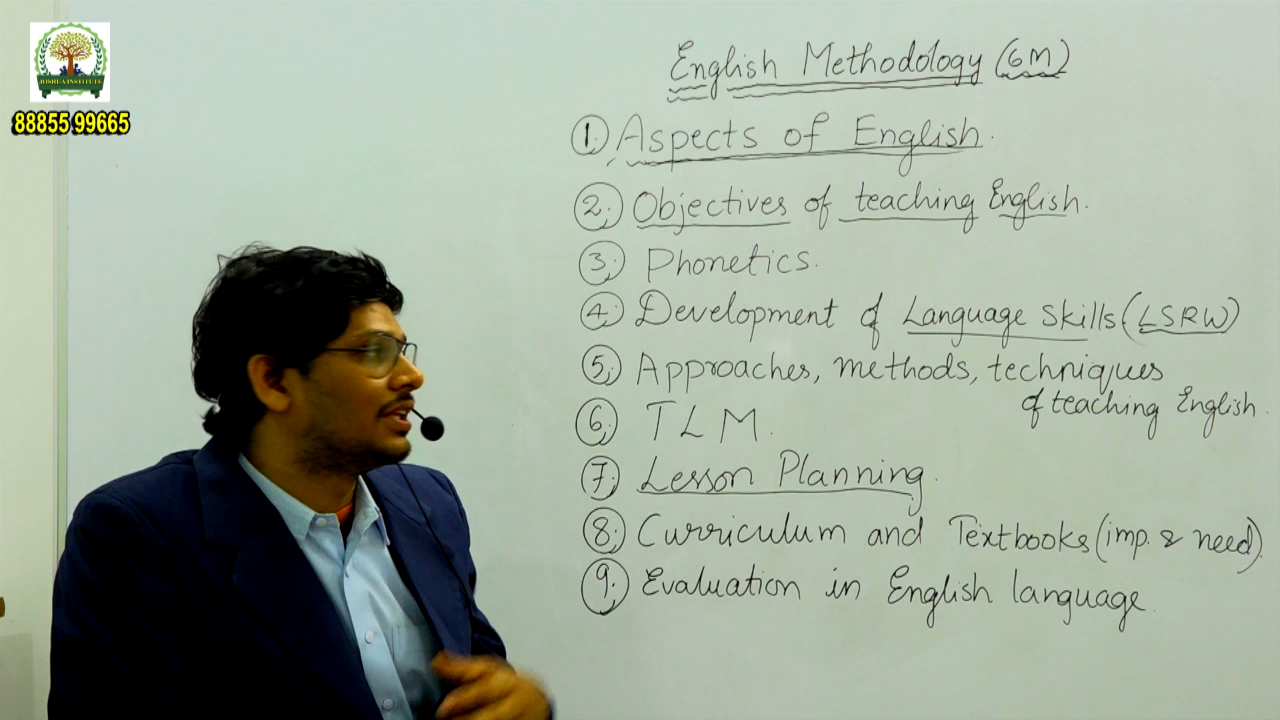 JOSHUA INSTITUTE
88855 99665
English Methodology (6M)
1. Aspects of English.
2. Objectives of teaching English.
3. Phonetics.
4. Development of Language Skills (LSRW)
5. Approaches, methods, techniques
of teaching English.
6. TLM.
7. Lesson Planning.
8. Curriculum and Textbooks (imp. & need).
9. Evaluation in English language.